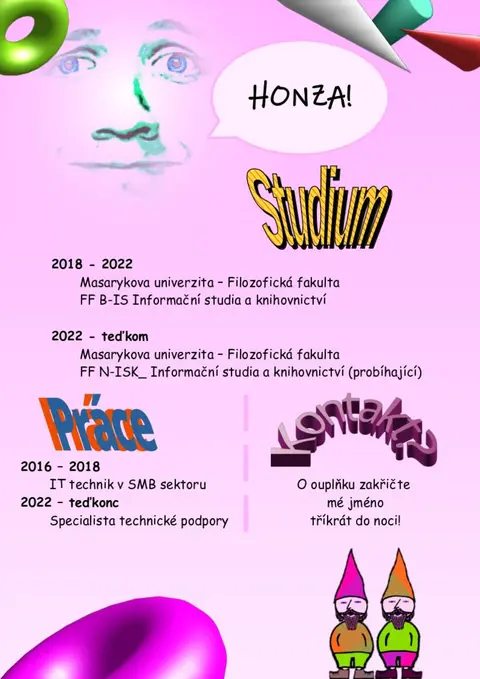 HONZA!
Studium
2018 - 2022
Masarykova univerzita – Filozofická fakulta
FF B-IS Informační studia a knihovnictví
2022 - teďkom
Masarykova univerzita – Filozofická fakulta
FF N-ISK_ Informační studia a knihovnictví (probíhající)
Práce
2016 – 2018
IT technik v SMB sektoru
2022 – teďkonc
Specialista technické podpory
Kontakt?
O ouplňku zakřičte
mé jméno
tříkrát do noci!